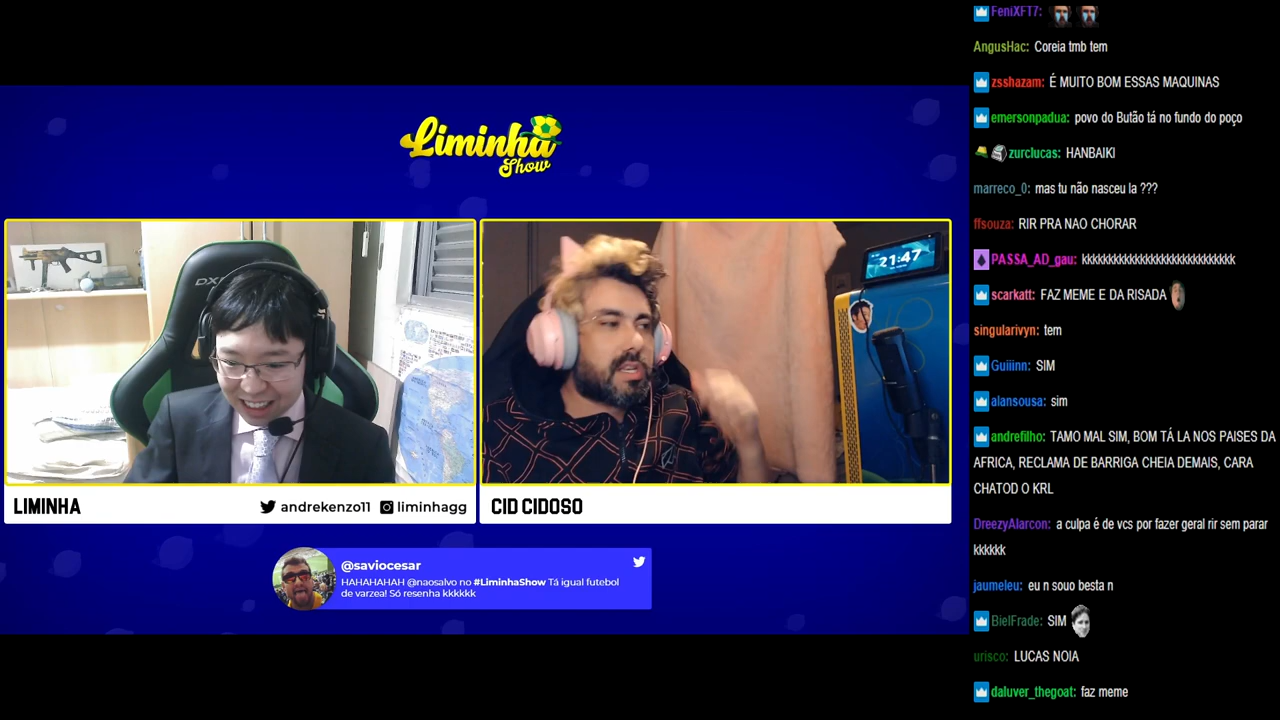 Liminha
Show
DX
21:47
LIMINHA
andrekenzo11
liminhagg
CID CIDOSO
@saviocesar
HAHAHAHAH @naosalvo no #LiminhaShow Tá igual futebol
de varzea! Só resenha kkkkkk
FeniXFT7:
AngusHac: Coreia tmb tem
zsshazam: É MUITO BOM ESSAS MAQUINAS
emersonpadua: povo do Butão tá no fundo do poço
zurclucas: HANBAIKI
marreco_0: mas tu não nasceu la ???
ffsouza: RIR PRA NAO CHORAR
PASSA_AD_gau: kkkkkkkkkkkkkkkkkkkkkkkkkkkk
scarkatt: FAZ MEME E DA RISADA
singularivyn: tem
Guiiinn: SIM
alansousa: sim
andrefilho: TAMO MAL SIM, BOM TÁ LA NOS PAISES DA
AFRICA, RECLAMA DE BARRIGA CHEIA DEMAIS, CARA
CHATOD O KRL
DreezyAlarcon: a culpa é de vcs por fazer geral rir sem parar
kkkkkk
jaumeleu: eu n souo besta n
BielFrade: SIM
urisco: LUCAS NOIA
daluver_thegoat: faz meme